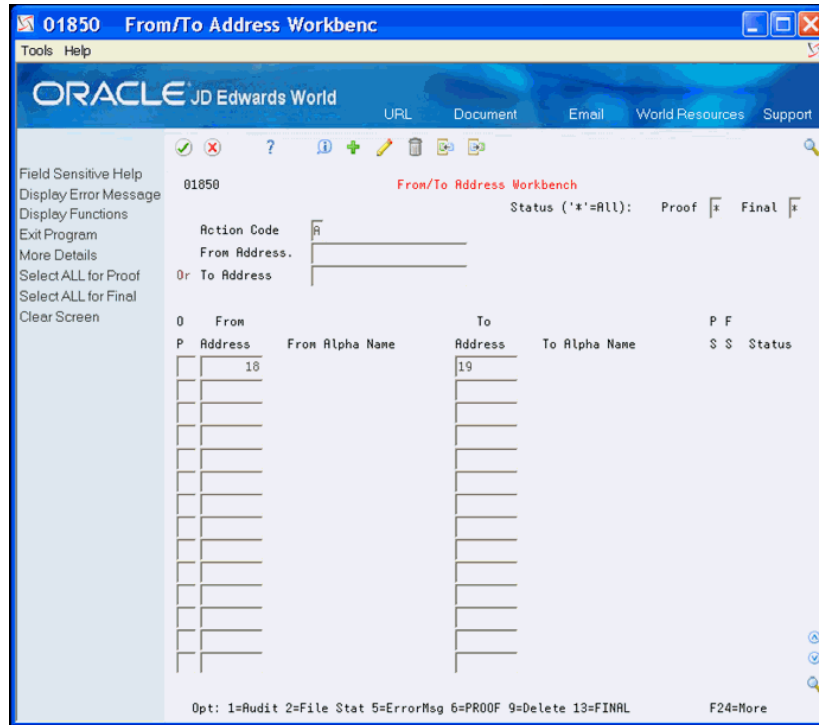 01850 From/To Address Workbenc
Tools Help
ORACLE JD Edwards World
URL Document Email World Resources Support
Field Sensitive Help
Display Error Message
Display Functions
Exit Program
More Details
Select ALL for Proof
Select ALL for Final
Clear Screen
01850 From/To Address Workbench
Status ('*'=All): Proof * Final *
Action Code A
From Address.
Or To Address
O From To P F
P Address From Alpha Name Address To Alpha Name S S Status
18 19
Opt: 1=Audit 2=File Stat 5=ErrorMsg 6=PROOF 9=Delete 13=FINAL F24=More